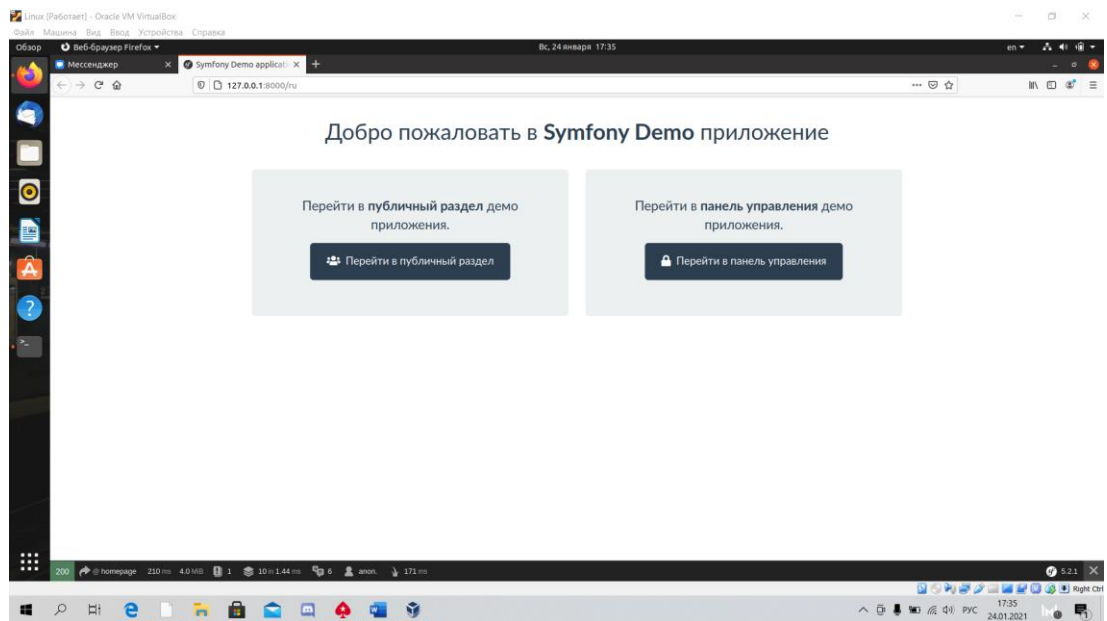 Linux [Работает] - Oracle VM VirtualBox
Файл Машина Вид Ввод Устройства Справка
Обзор Веб-браузер Firefox Вс, 24 января 17:35 en
Мессенджер Symfony Demo applicati
127.0.0.1:8000/ru
Добро пожаловать в Symfony Demo приложение
Перейти в публичный раздел демо
приложения.
Перейти в публичный раздел
Перейти в панель управления демо
приложения.
Перейти в панель управления
200 @ homepage 210 ms 4.0 MiB 1 10 in 1.44 ms 6 anon. 171 ms 5.2.1
Right Ctrl
РУС 17:35
24.01.2021